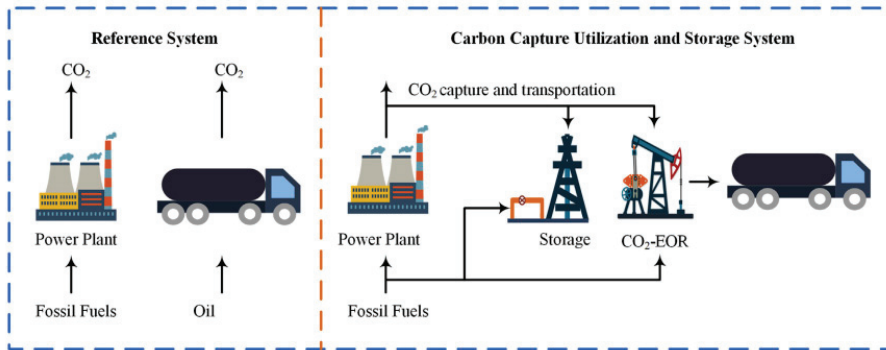 Reference System
CO₂
CO₂
Power Plant
Fossil Fuels
Oil
Carbon Capture Utilization and Storage System
CO₂ capture and transportation
Power Plant
Storage
CO₂-EOR
Fossil Fuels